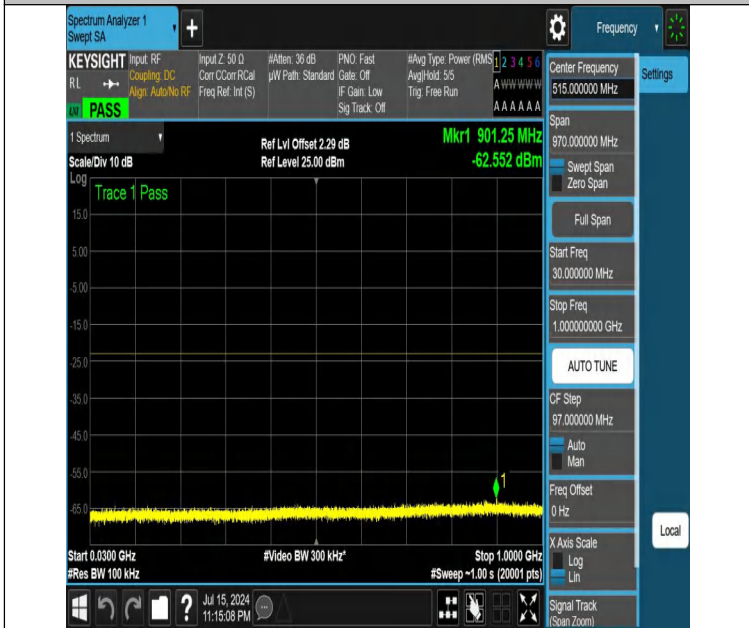 Spectrum Analyzer 1
Swept SA
Frequency
KEYSIGHT
RL
PASS
Input: RF
Coupling: DC
Align: Auto/No RF
Input Z: 50 Ω
Corr CCorr RCal
Freq Ref: Int (S)
#Atten: 36 dB
µW Path: Standard
PNO: Fast
Gate: Off
IF Gain: Low
Sig Track: Off
#Avg Type: Power (RMS
Avg|Hold: 5/5
Trig: Free Run
1 2 3 4 5 6
A W W W W W
A A A A A A
1 Spectrum
Scale/Div 10 dB
Ref Lvl Offset 2.29 dB
Ref Level 25.00 dBm
Mkr1 901.25 MHz
-62.552 dBm
Log
Trace 1 Pass
15.0
5.00
-5.00
-15.0
-25.0
-35.0
-45.0
-55.0
-65.0
1
Start 0.0300 GHz
#Res BW 100 kHz
#Video BW 300 kHz*
Stop 1.0000 GHz
#Sweep ~1.00 s (20001 pts)
Center Frequency
515.000000 MHz
Settings
Span
970.000000 MHz
Swept Span
Zero Span
Full Span
Start Freq
30.000000 MHz
Stop Freq
1.000000000 GHz
AUTO TUNE
CF Step
97.000000 MHz
Auto
Man
Freq Offset
0 Hz
X Axis Scale
Log
Lin
Local
Signal Track
(Span Zoom)
?
Jul 15, 2024
11:15:08 PM